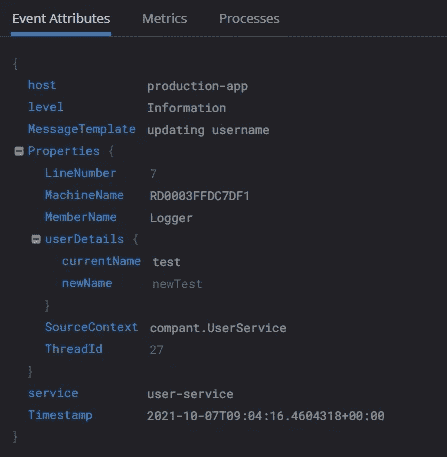 Event Attributes Metrics Processes
{
host production-app
level Information
MessageTemplate updating username
Properties {
LineNumber 7
MachineName RD0003FFDC7DF1
MemberName Logger
userDetails {
currentName test
newName newTest
}
SourceContext compant.UserService
ThreadId 27
}
service user-service
Timestamp 2021-10-07T09:04:16.4604318+00:00
}